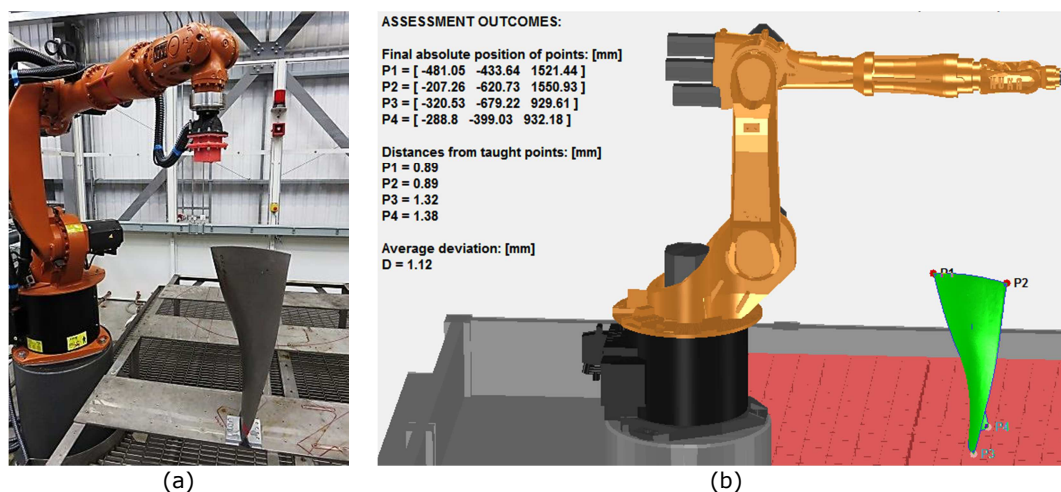 ASSESSMENT OUTCOMES:
Final absolute position of points: [mm]
P1 = [ -481.05 -433.64 1521.44 ]
P2 = [ -207.26 -620.73 1550.93 ]
P3 = [ -320.53 -679.22 929.61 ]
P4 = [ -288.8 -399.03 932.18 ]
Distances from taught points: [mm]
P1 = 0.89
P2 = 0.89
P3 = 1.32
P4 = 1.38
Average deviation: [mm]
D = 1.12
P1
P2
P4
P3
(a)
(b)